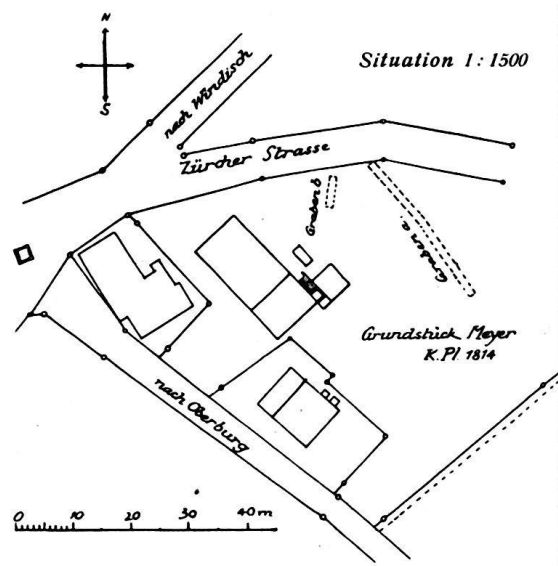 N
S
Situation 1:1500
nach Windisch
Zürcher Strasse
Graben b
Graben a
Grundstück Meyer
K.Pl. 1814
nach Oberburg
0 10 20 30 40 m